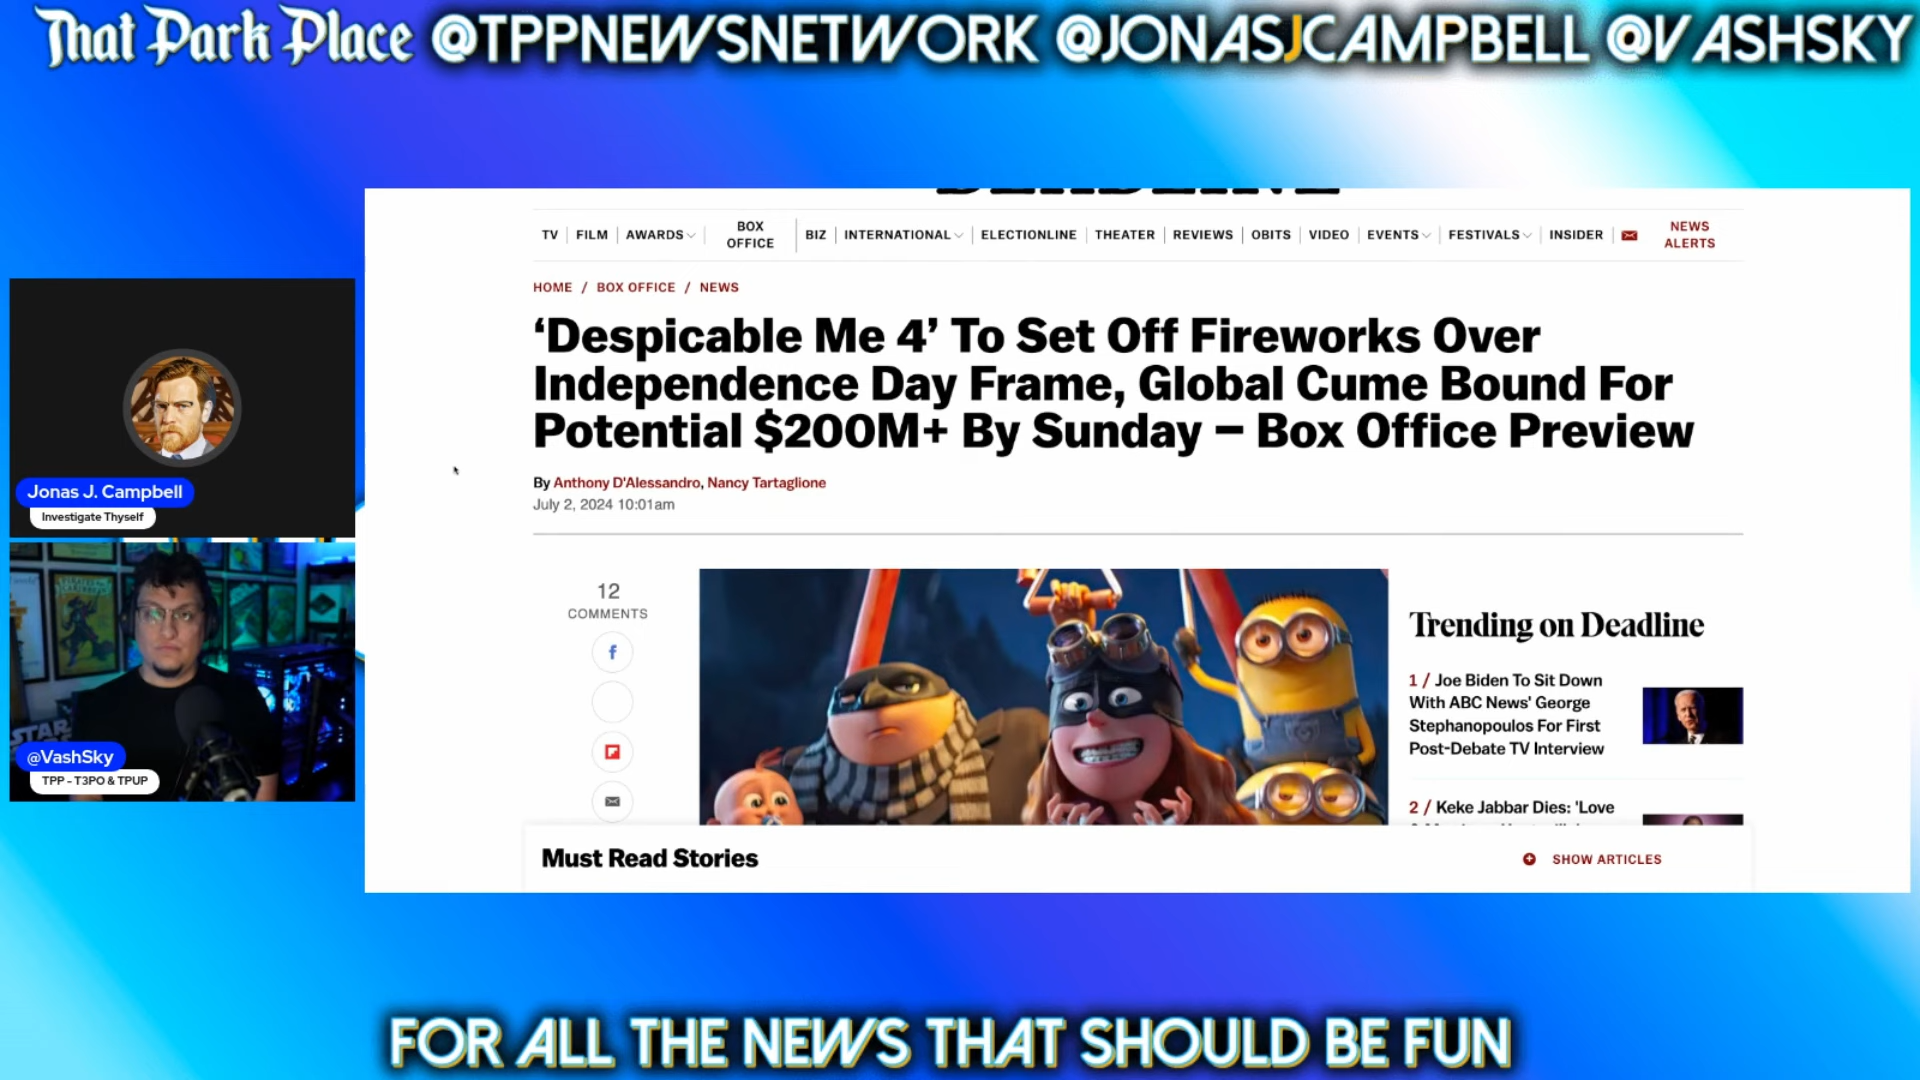 That Park Place @TPPNEWSNETWORK @JONASJCAMPBELL @VASHSKY
TV FILM AWARDS BOX OFFICE BIZ INTERNATIONAL ELECTIONLINE THEATER REVIEWS OBITS VIDEO EVENTS FESTIVALS INSIDER NEWS ALERTS
HOME / BOX OFFICE / NEWS
‘Despicable Me 4’ To Set Off Fireworks Over
Independence Day Frame, Global Cume Bound For
Potential $200M+ By Sunday – Box Office Preview
By Anthony D'Alessandro, Nancy Tartaglione
July 2, 2024 10:01am
12
COMMENTS
Trending on Deadline
1 / Joe Biden To Sit Down
With ABC News' George
Stephanopoulos For First
Post-Debate TV Interview
2 / Keke Jabbar Dies: 'Love
Must Read Stories
SHOW ARTICLES
Jonas J. Campbell
Investigate Thyself
PIRATES
STAR
@VashSky
TPP - T3PO & TPUP
FOR ALL THE NEWS THAT SHOULD BE FUN